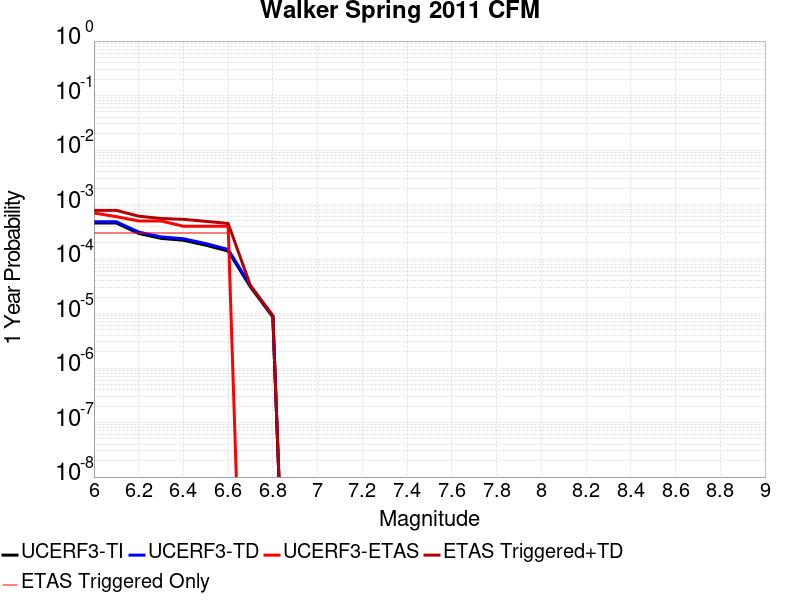 Walker Spring 2011 CFM
10^0
10^-1
10^-2
10^-3
10^-4
10^-5
10^-6
10^-7
10^-8
1 Year Probability
6 6.2 6.4 6.6 6.8 7 7.2 7.4 7.6 7.8 8 8.2 8.4 8.6 8.8 9
Magnitude
UCERF3-TI UCERF3-TD UCERF3-ETAS ETAS Triggered+TD
ETAS Triggered Only